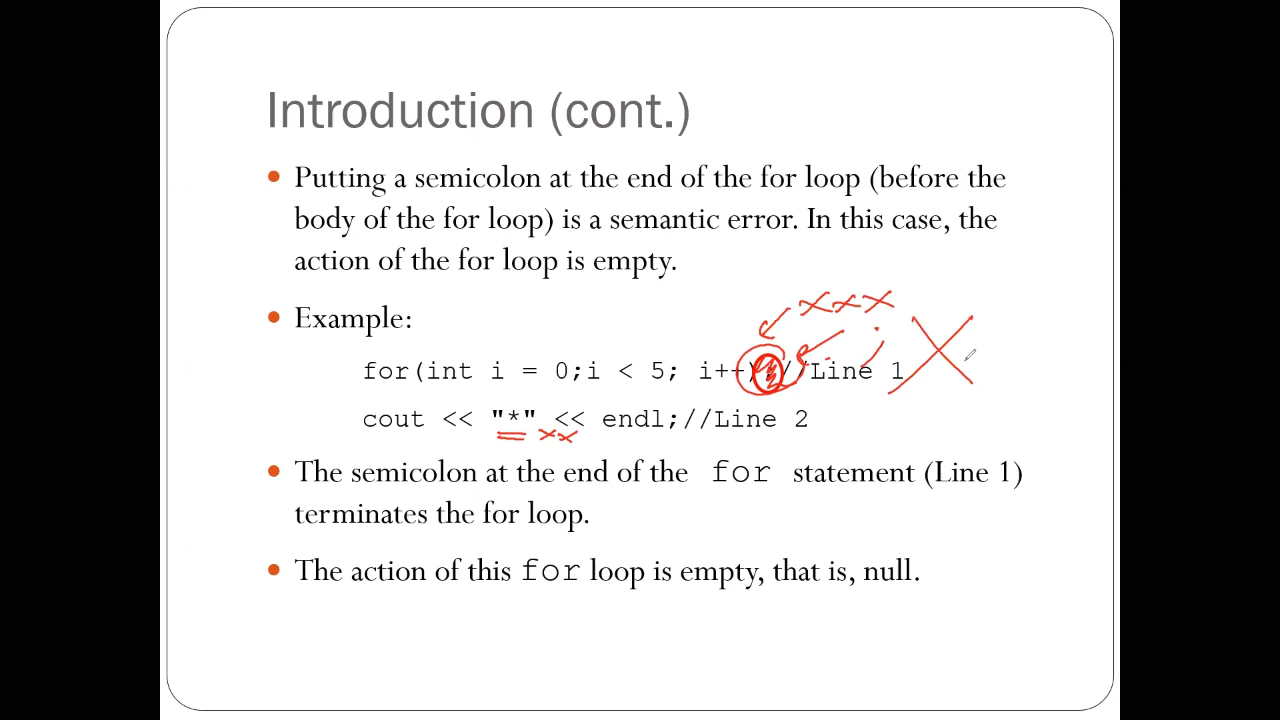 Introduction (cont.)
Putting a semicolon at the end of the for loop (before the
body of the for loop) is a semantic error. In this case, the
action of the for loop is empty.
Example:
for(int i = 0;i < 5; i++);//Line 1
cout << "*" << endl;//Line 2
The semicolon at the end of the for statement (Line 1)
terminates the for loop.
The action of this for loop is empty, that is, null.